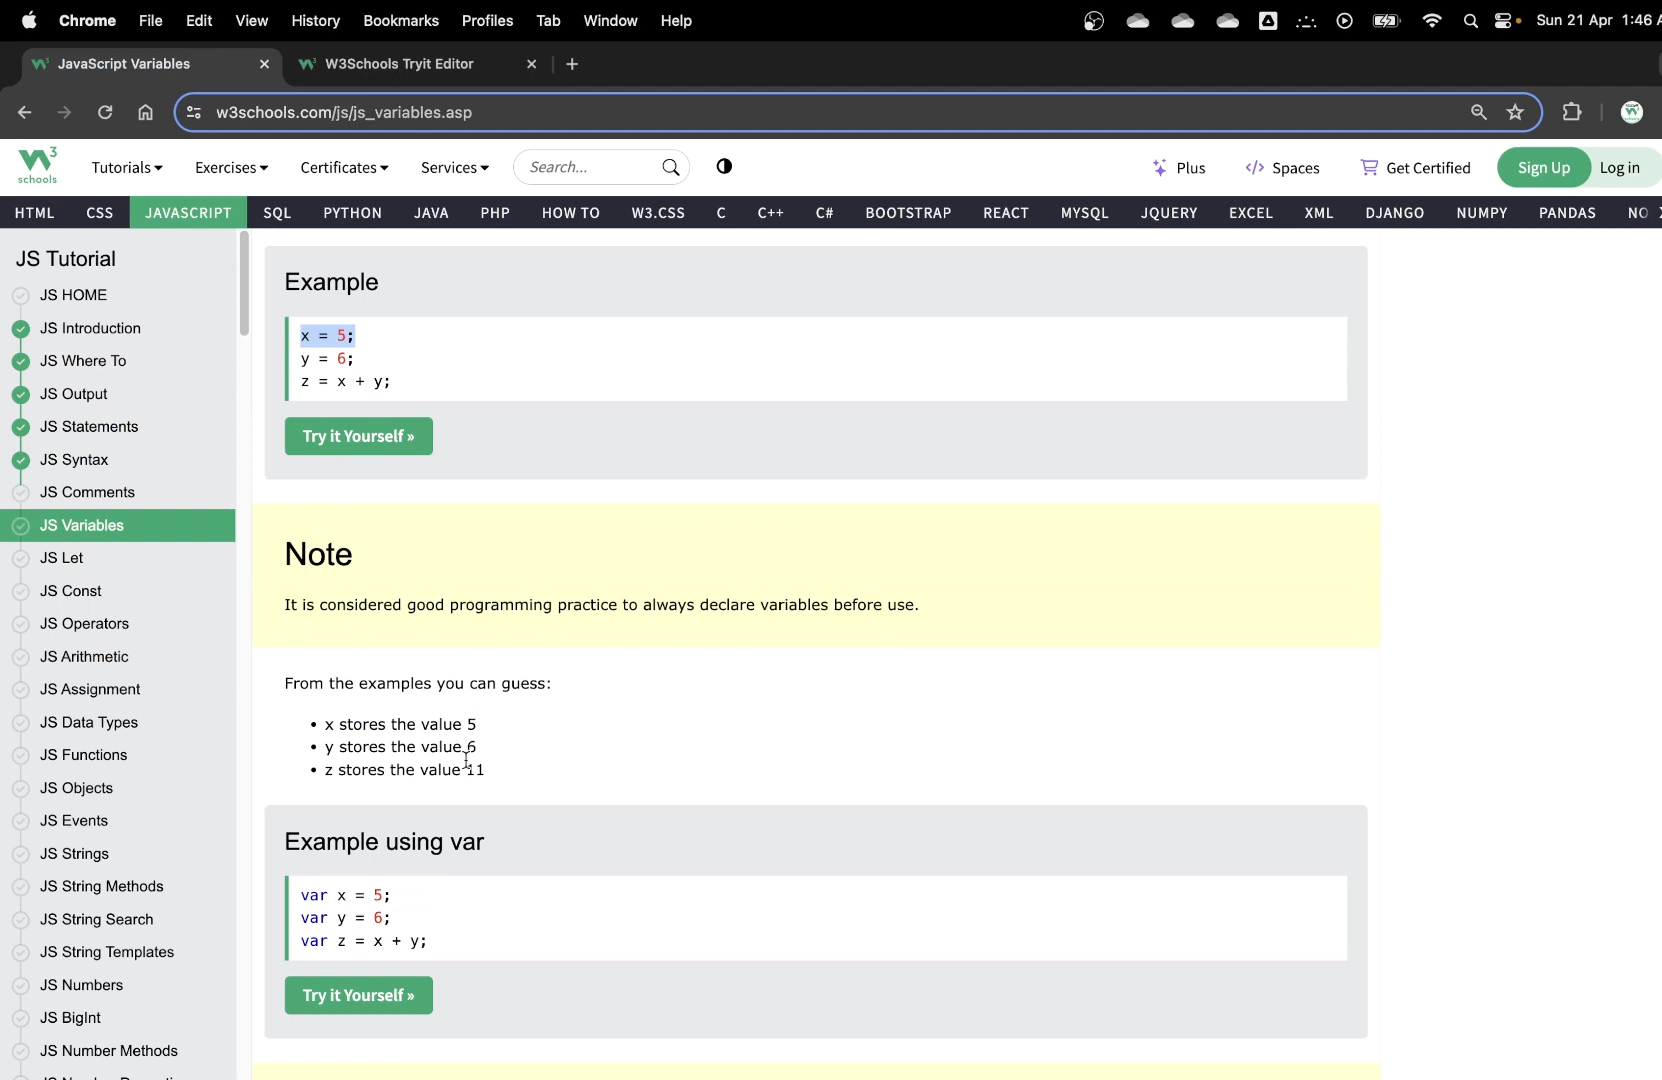 Chrome File Edit View History Bookmarks Profiles Tab Window Help Sun 21 Apr 1:46
JavaScript Variables W3Schools Tryit Editor
w3schools.com/js/js_variables.asp
W3 schools Tutorials Exercises Certificates Services Search... Plus </> Spaces Get Certified Sign Up Log in
HTML CSS JAVASCRIPT SQL PYTHON JAVA PHP HOW TO W3.CSS C C++ C# BOOTSTRAP REACT MYSQL JQUERY EXCEL XML DJANGO NUMPY PANDAS NO
JS Tutorial
JS HOME
JS Introduction
JS Where To
JS Output
JS Statements
JS Syntax
JS Comments
JS Variables
JS Let
JS Const
JS Operators
JS Arithmetic
JS Assignment
JS Data Types
JS Functions
JS Objects
JS Events
JS Strings
JS String Methods
JS String Search
JS String Templates
JS Numbers
JS BigInt
JS Number Methods
Example
x = 5;
y = 6;
z = x + y;
Try it Yourself »
Note
It is considered good programming practice to always declare variables before use.
From the examples you can guess:
• x stores the value 5
• y stores the value 6
• z stores the value 11
Example using var
var x = 5;
var y = 6;
var z = x + y;
Try it Yourself »